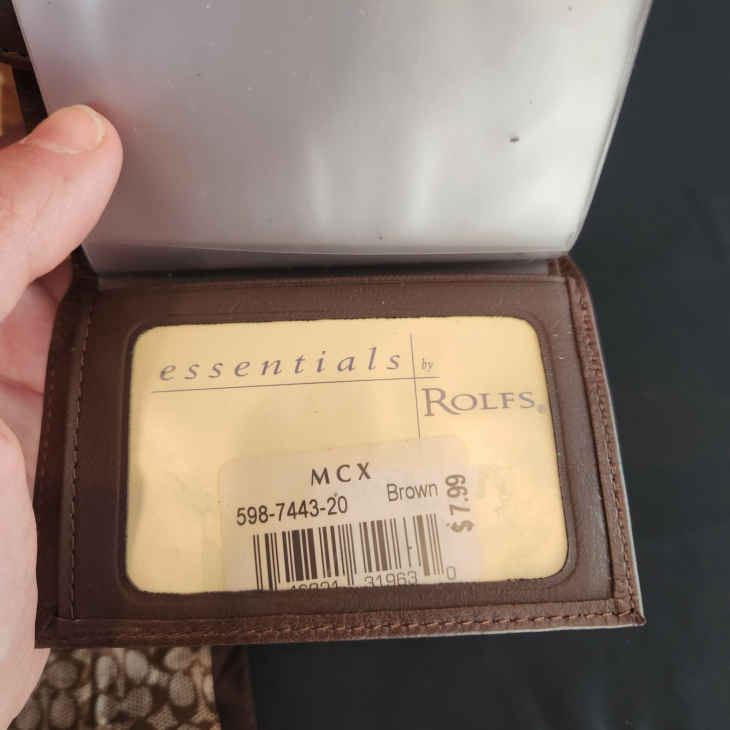 essentials by
ROLFS®
MCX
598-7443-20 Brown
$7.99
31963 0